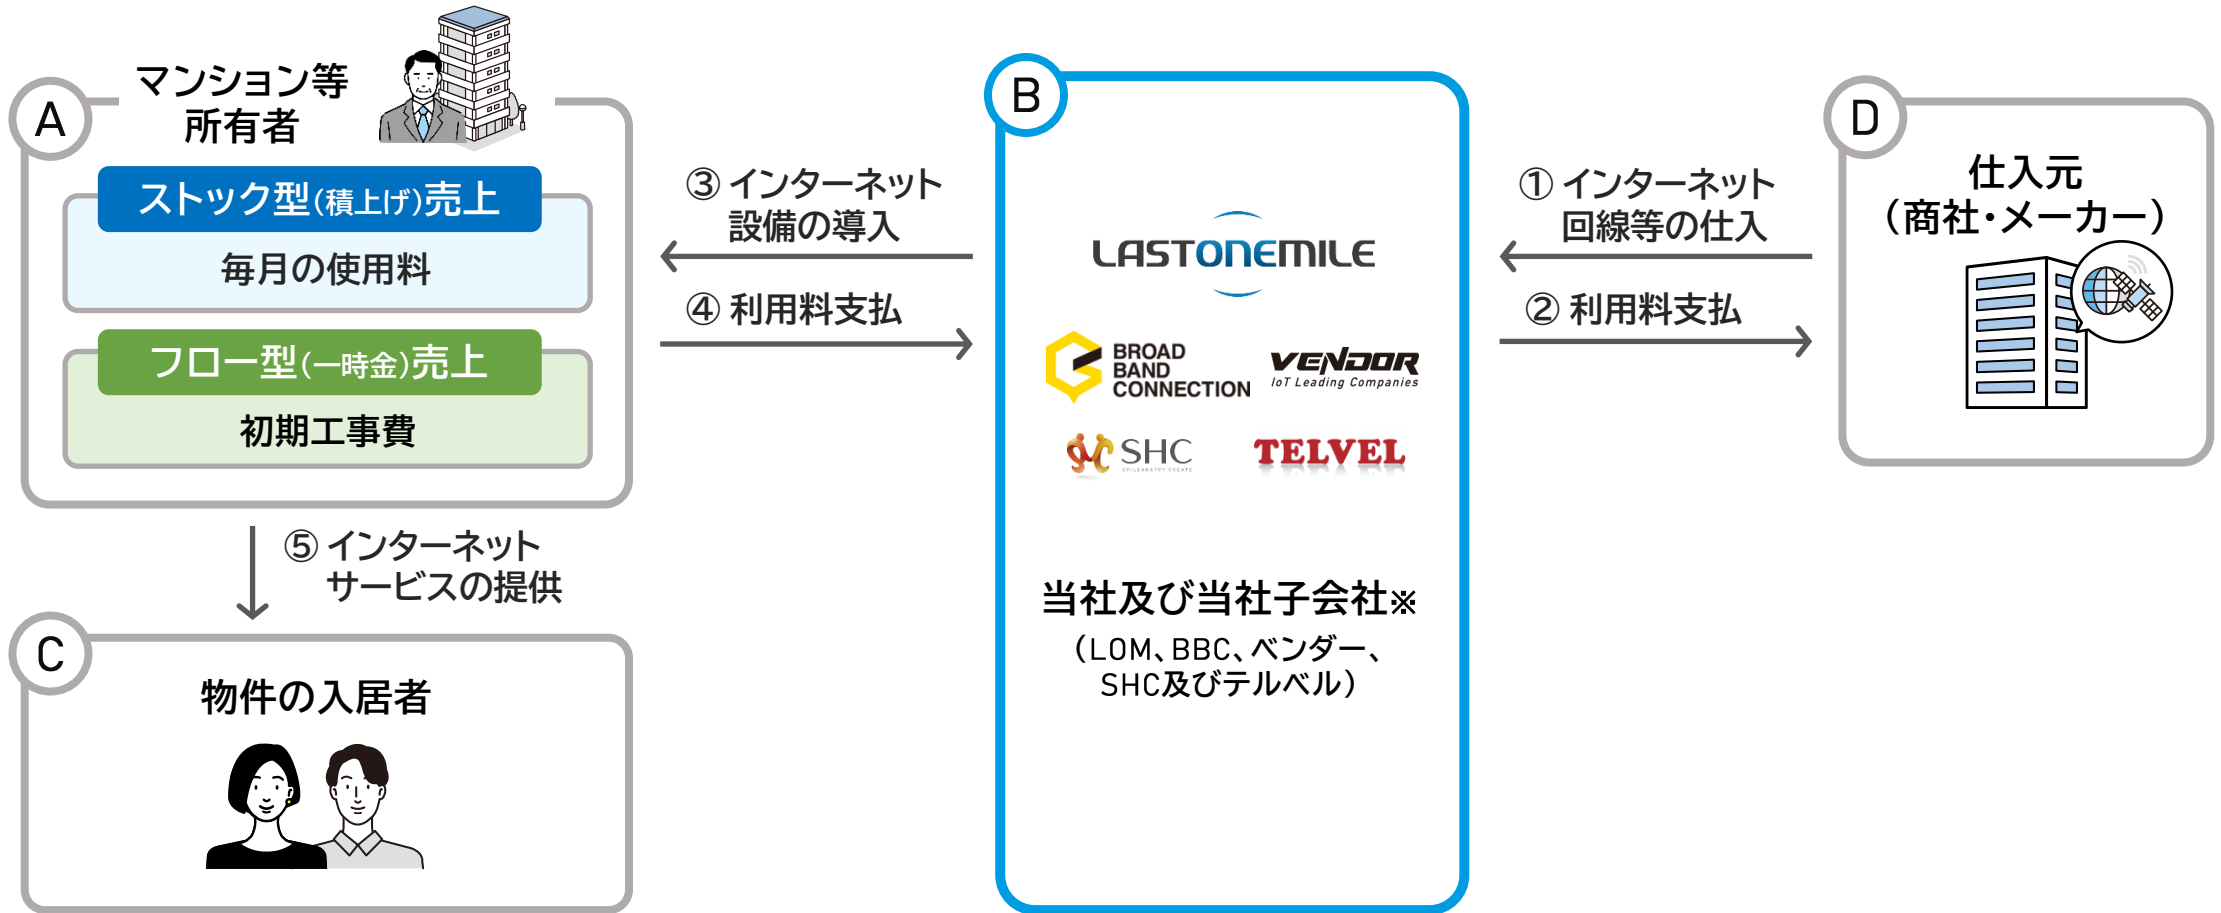 A
マンション等
所有者
ストック型(積上げ)売上
毎月の使用料
フロー型(一時金)売上
初期工事費
③ インターネット
設備の導入
④ 利用料支払
B
LASTONEMILE
BROAD
BAND
CONNECTION
VENDOR
IoT Leading Companies
SHC
TELVEL
当社及び当社子会社※
(LOM、BBC、ベンダー、
SHC及びテルベル)
① インターネット
回線等の仕入
② 利用料支払
D
仕入元
(商社・メーカー)
⑤ インターネット
サービスの提供
C
物件の入居者